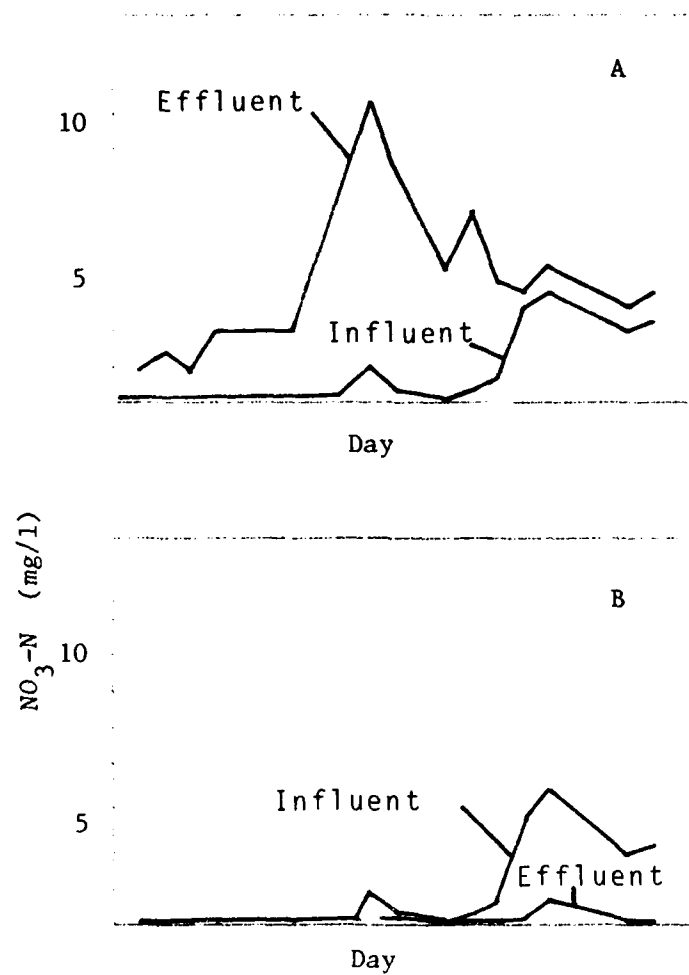 A
Effluent
10
5
Influent
Day
NO3-N (mg/l)
B
10
Influent
5
Effluent
Day